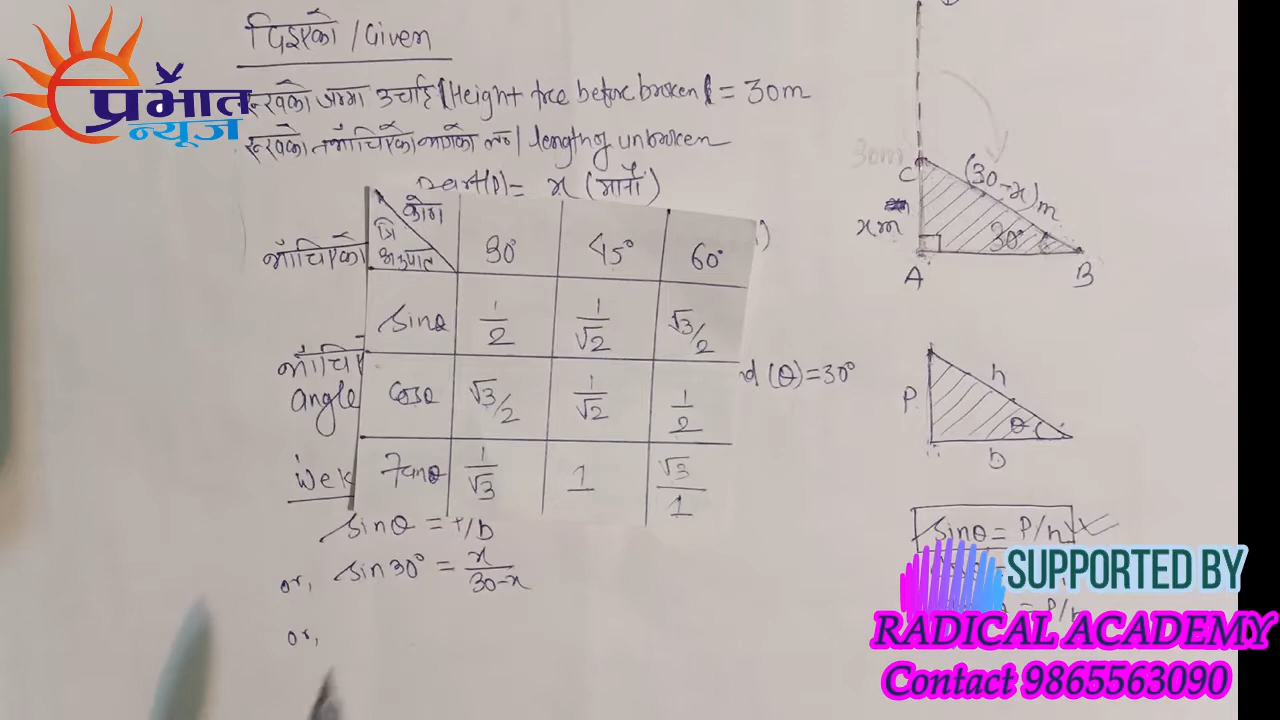 दिइएको / Given
रूखको जम्मा उचाई (Height tree before broken) = 30m
रूखको नभाँचिएको भागको लम्बाई / length of unbroken
Part(P) = x (मानौं)
भाँचिएको
भाँचि
angle
nd (θ) = 30°
कोण
त्रि
अनुपात
30° 45° 60°
Sinθ 1/2 1/√2 √3/2
Cosθ √3/2 1/√2 1/2
Tanθ 1/√3 1 √3/1
Sinθ =
or, Sin30° = x/30-x
or,
30m
C
(30-x)m
xm
30°
A B
P h
θ
b
Sinθ = P/h
प्रभात
न्यूज
SUPPORTED BY
RADICAL ACADEMY
Contact 9865563090